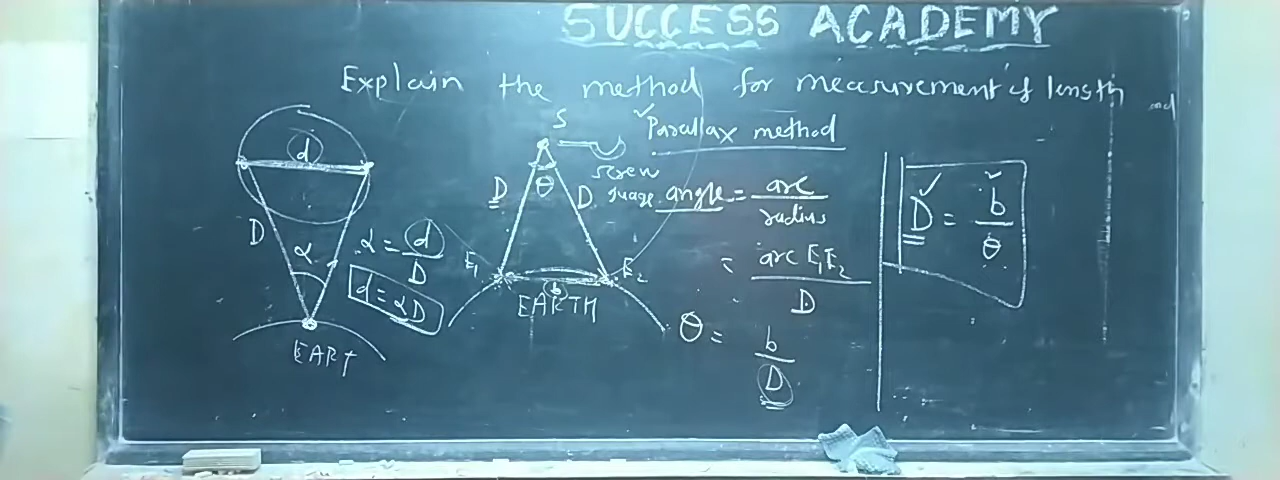 SUCCESS ACADEMY
Explain the method for measurement of length
Parallax method
d
D
α
α = d/D
d = αD
EART
S
screw
guage
θ
D
D
E₁
E₂
b
EARTH
angle = arc/radius
= arc E₁E₂/D
θ = b/D
D = b/θ